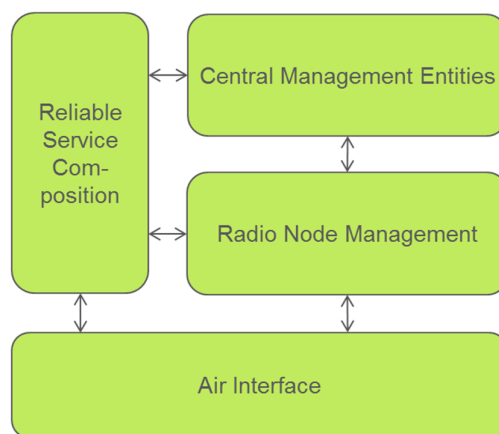 Reliable
Service
Com-
position
Central Management Entities
Radio Node Management
Air Interface